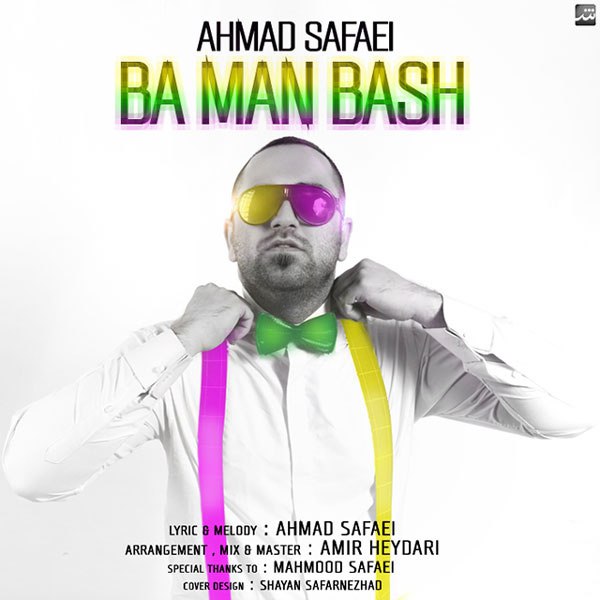 AHMAD SAFAEI
BA MAN BASH
LYRIC & MELODY : AHMAD SAFAEI
ARRANGEMENT , MIX & MASTER : AMIR HEYDARI
SPECIAL THANKS TO : MAHMOOD SAFAEI
COVER DESIGN : SHAYAN SAFARNEZHAD